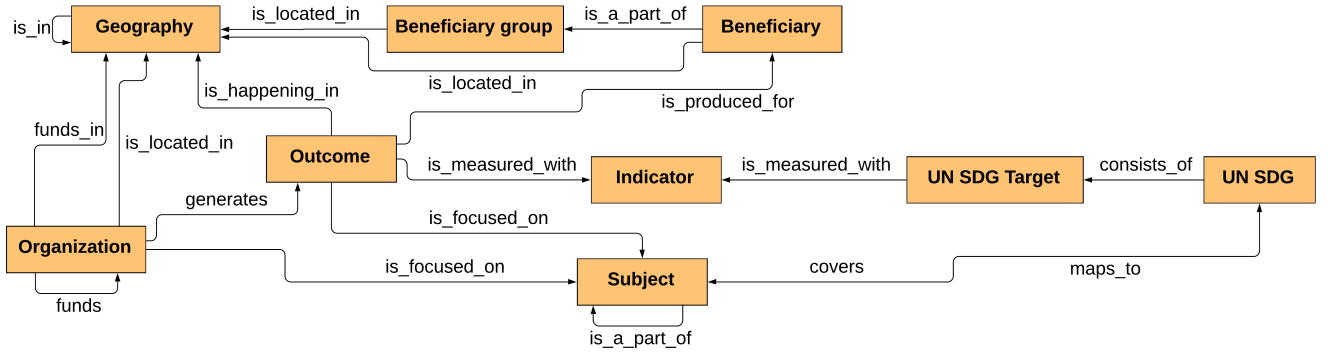 is_located_in
is_a_part_of
is_in
Geography
Beneficiary group
Beneficiary
is_located_in
is_happening_in
is_produced_for
funds_in
is_located_in
Outcome
is_measured_with
is_measured_with
consists_of
Indicator
UN SDG Target
UN SDG
generates
is_focused_on
Organization
is_focused_on
covers
maps_to
Subject
funds
is_a_part_of